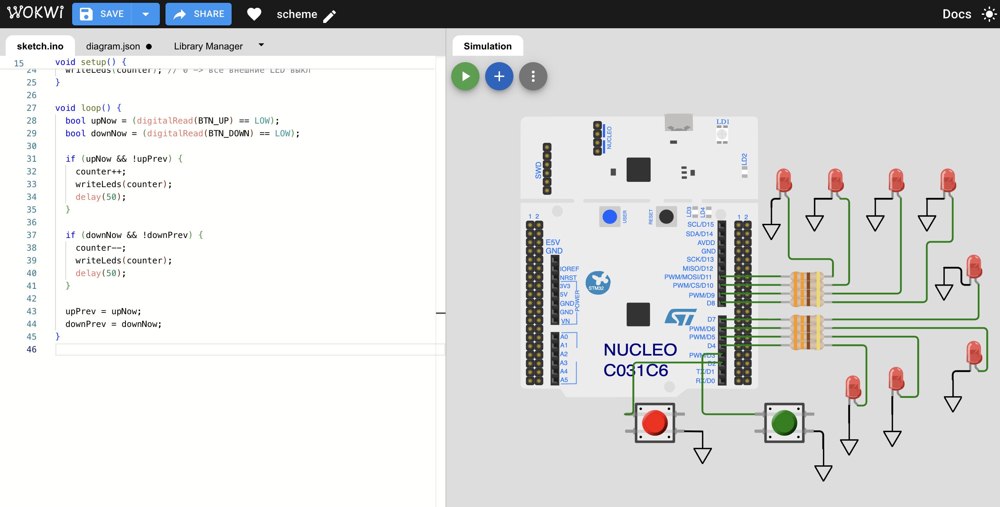 WOKWi SAVE SHARE scheme Docs
sketch.ino diagram.json Library Manager
Simulation
15 void setup() {
24 writeLeds(counter); // 0 -> все внешние LED выкл
25 }
26
27 void loop() {
28 bool upNow = (digitalRead(BTN_UP) == LOW);
29 bool downNow = (digitalRead(BTN_DOWN) == LOW);
30
31 if (upNow && !upPrev) {
32 counter++;
33 writeLeds(counter);
34 delay(50);
35 }
36
37 if (downNow && !downPrev) {
38 counter--;
39 writeLeds(counter);
40 delay(50);
41 }
42
43 upPrev = upNow;
44 downPrev = downNow;
45 }
46
LD1
NUCLEO
LD2
SWD
USER
RESET
LD3
LD4
1 2
1 2
E5V
GND
IOREF
NRST
3V3
5V
GND
GND
VN
POWER
A0
A1
A2
A3
A4
A5
STM32
SCL/D15
SDA/D14
AVDD
GND
SCK/D13
MISO/D12
PWM/MOSI/D11
PWM/CS/D10
PWM/D9
D8
D7
PWM/D6
PWM/D5
D4
PWM/D3
D2
TX/D1
RX/D0
ST
NUCLEO
C031C6